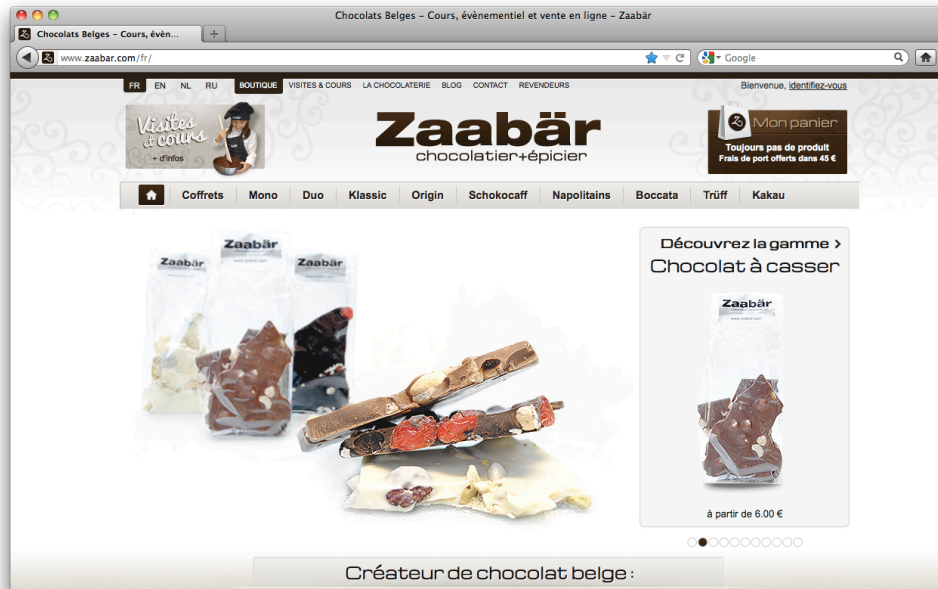 Chocolats Belges – Cours, évènementiel et vente en ligne – Zaabär
Chocolats Belges – Cours, évèn...
www.zaabar.com/fr/
Google
FR EN NL RU BOUTIQUE VISITES & COURS LA CHOCOLATERIE BLOG CONTACT REVENDEURS
Bienvenue, identifiez-vous
Visites
et cours
+ d'infos
Zaabär
chocolatier+épicier
Mon panier
Toujours pas de produit
Frais de port offerts dans 45 €
Coffrets Mono Duo Klassic Origin Schokocaff Napolitains Boccata Trüff Kakau
Zaabär
Zaabär
Zaabär
Découvrez la gamme >
Chocolat à casser
Zaabär
www.zaabar.com
à partir de 6.00 €
Créateur de chocolat belge :